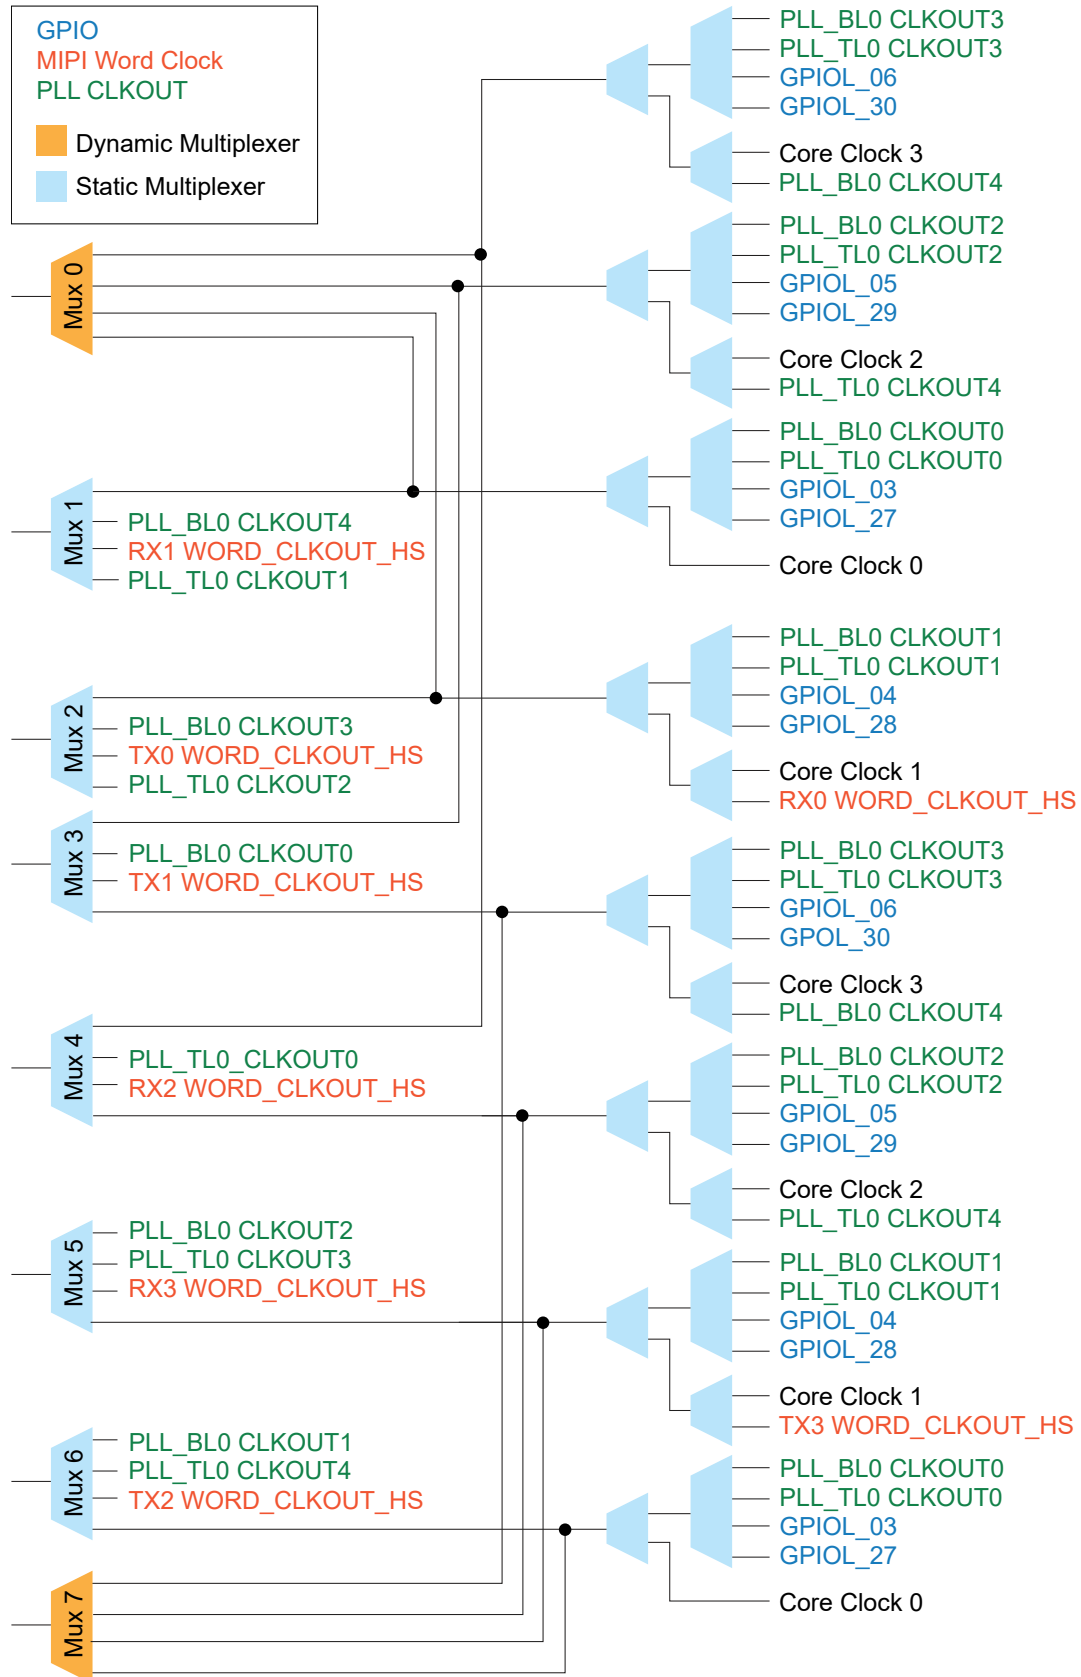 GPIO
MIPI Word Clock
PLL CLKOUT
Dynamic Multiplexer
Static Multiplexer
Mux 0
Mux 1
PLL_BL0 CLKOUT4
RX1 WORD_CLKOUT_HS
PLL_TL0 CLKOUT1
Mux 2
PLL_BL0 CLKOUT3
TX0 WORD_CLKOUT_HS
PLL_TL0 CLKOUT2
Mux 3
PLL_BL0 CLKOUT0
TX1 WORD_CLKOUT_HS
Mux 4
PLL_TL0_CLKOUT0
RX2 WORD_CLKOUT_HS
Mux 5
PLL_BL0 CLKOUT2
PLL_TL0 CLKOUT3
RX3 WORD_CLKOUT_HS
Mux 6
PLL_BL0 CLKOUT1
PLL_TL0 CLKOUT4
TX2 WORD_CLKOUT_HS
Mux 7
PLL_BL0 CLKOUT3
PLL_TL0 CLKOUT3
GPIOL_06
GPIOL_30
Core Clock 3
PLL_BL0 CLKOUT4
PLL_BL0 CLKOUT2
PLL_TL0 CLKOUT2
GPIOL_05
GPIOL_29
Core Clock 2
PLL_TL0 CLKOUT4
PLL_BL0 CLKOUT0
PLL_TL0 CLKOUT0
GPIOL_03
GPIOL_27
Core Clock 0
PLL_BL0 CLKOUT1
PLL_TL0 CLKOUT1
GPIOL_04
GPIOL_28
Core Clock 1
RX0 WORD_CLKOUT_HS
PLL_BL0 CLKOUT3
PLL_TL0 CLKOUT3
GPIOL_06
GPOL_30
Core Clock 3
PLL_BL0 CLKOUT4
PLL_BL0 CLKOUT2
PLL_TL0 CLKOUT2
GPIOL_05
GPIOL_29
Core Clock 2
PLL_TL0 CLKOUT4
PLL_BL0 CLKOUT1
PLL_TL0 CLKOUT1
GPIOL_04
GPIOL_28
Core Clock 1
TX3 WORD_CLKOUT_HS
PLL_BL0 CLKOUT0
PLL_TL0 CLKOUT0
GPIOL_03
GPIOL_27
Core Clock 0